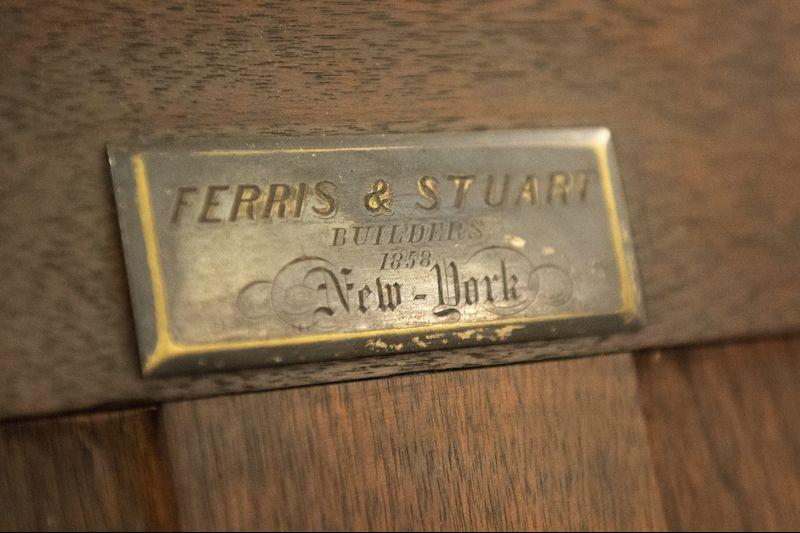 FERRIS & STUART
BUILDERS
1858
New-York